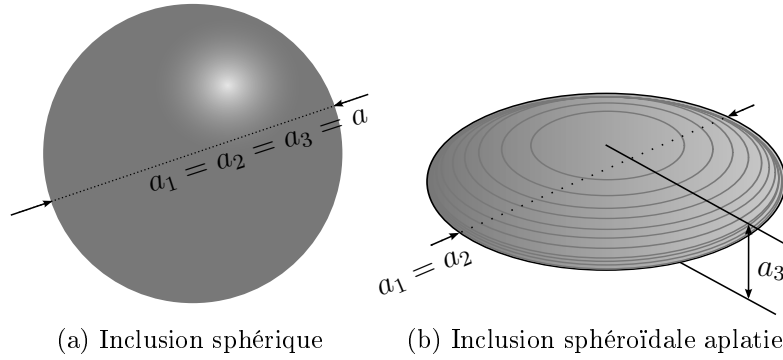 a₁ = a₂ = a₃ = a
a₁ = a₂
a₃
(a) Inclusion sphérique
(b) Inclusion sphéroïdale aplatie